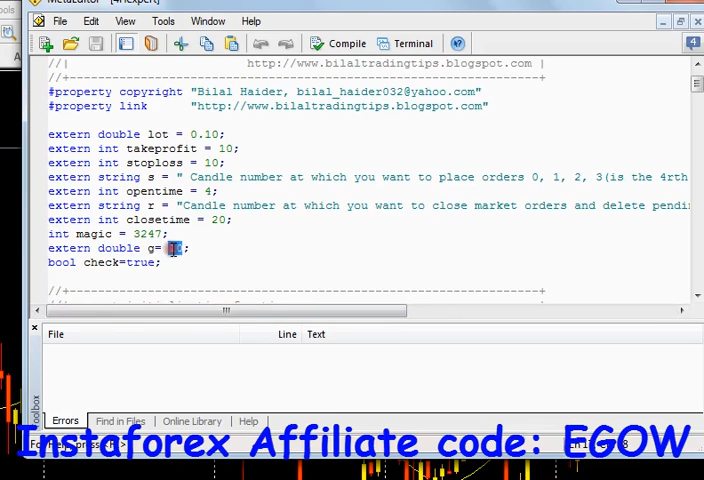 File Edit View Tools Window Help
Compile Terminal 4
//| http://www.bilaltradingtips.blogspot.com |
//+------------------------------------------------------------------+
#property copyright "Bilal Haider, bilal_haider032@yahoo.com"
#property link "http://www.bilaltradingtips.blogspot.com"
extern double lot = 0.10;
extern int takeprofit = 10;
extern int stoploss = 10;
extern string s = " Candle number at which you want to place orders 0, 1, 2, 3(is the 4rth
extern int opentime = 4;
extern string r = "Candle number at which you want to close market orders and delete pendin
extern int closetime = 20;
int magic = 3247;
extern double g= ;
bool check=true;
//+------------------------------------------------------------------+
File Line Text
Toolbox
Errors Find in Files Online Library Help
Instaforex Affiliate code: EGOW